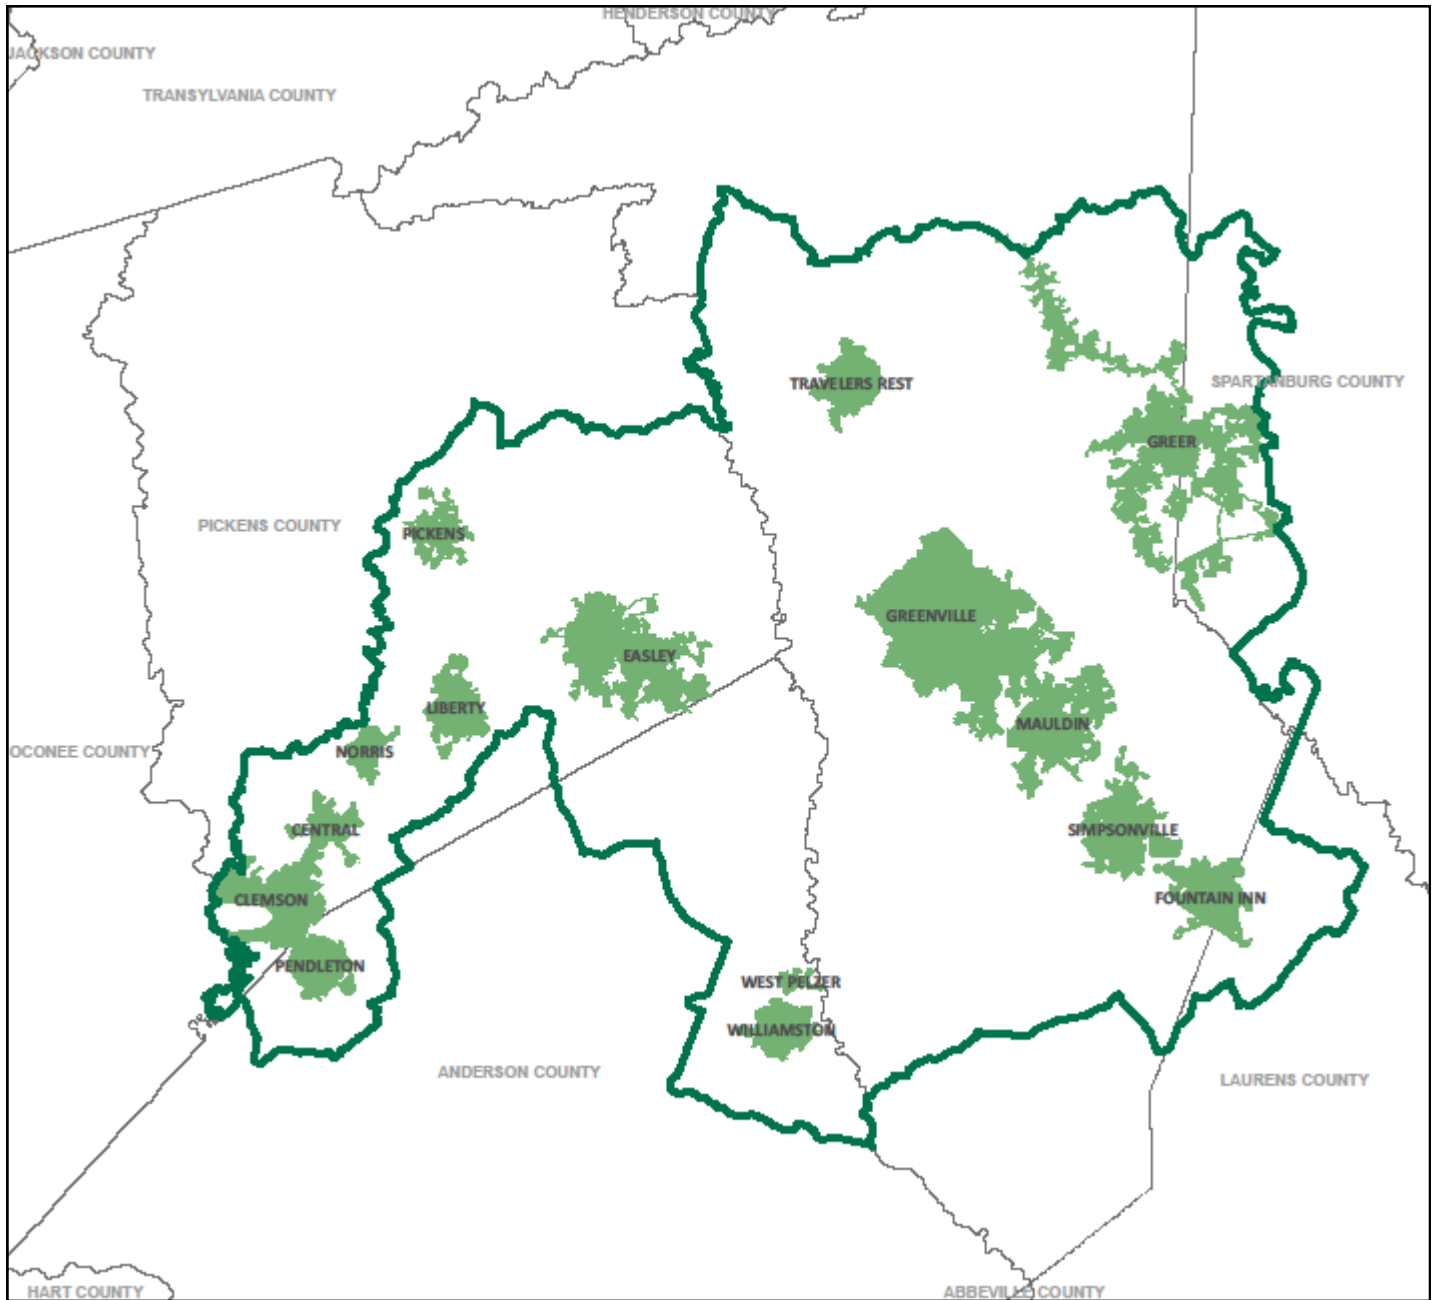 HENDERSON COUNTY
JACKSON COUNTY
TRANSYLVANIA COUNTY
TRAVELERS REST
SPARTANBURG COUNTY
GREER
PICKENS COUNTY
PICKENS
GREENVILLE
EASLEY
LIBERTY
MAULDIN
OCONEE COUNTY
NORRIS
CENTRAL
SIMPSONVILLE
CLEMSON
FOUNTAIN INN
PENDLETON
WEST PELZER
WILLIAMSTON
ANDERSON COUNTY
LAURENS COUNTY
HART COUNTY
ABBEVILLE COUNTY